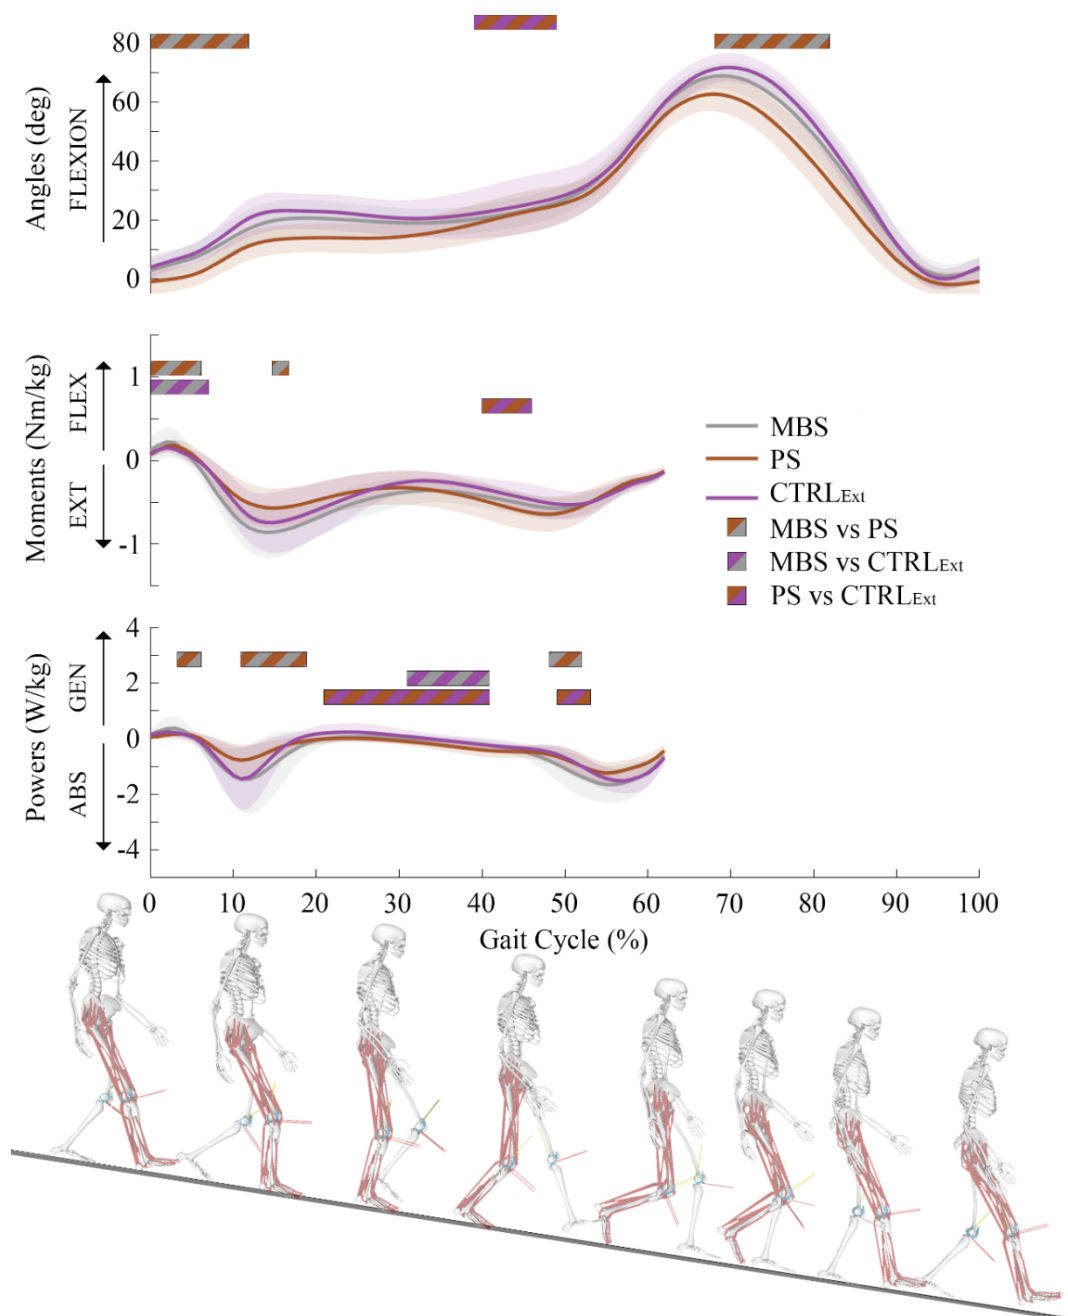 Angles (deg)
FLEXION
80
60
40
20
0
Moments (Nm/kg)
FLEX
EXT
1
0
-1
MBS
PS
CTRLExt
MBS vs PS
MBS vs CTRLExt
PS vs CTRLExt
Powers (W/kg)
GEN
ABS
4
2
0
-2
-4
0 10 20 30 40 50 60 70 80 90 100
Gait Cycle (%)